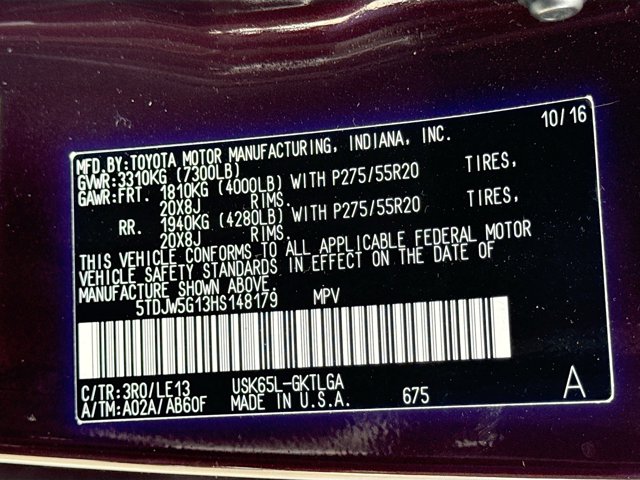 MFD.BY:TOYOTA MOTOR MANUFACTURING, INDIANA, INC. 10/16
GVWR:3310KG (7300LB)
GAWR:FRT. 1810KG (4000LB) WITH P275/55R20 TIRES,
20X8J RIMS.
RR. 1940KG (4280LB) WITH P275/55R20 TIRES,
20X8J RIMS.
THIS VEHICLE CONFORMS TO ALL APPLICABLE FEDERAL MOTOR
VEHICLE SAFETY STANDARDS IN EFFECT ON THE DATE OF
MANUFACTURE SHOWN ABOVE.
5TDJW5G13HS148179 MPV
C/TR:3R0/LE13 USK65L-GKTLGA
A/TM:A02A/AB60F MADE IN U.S.A. 675 A